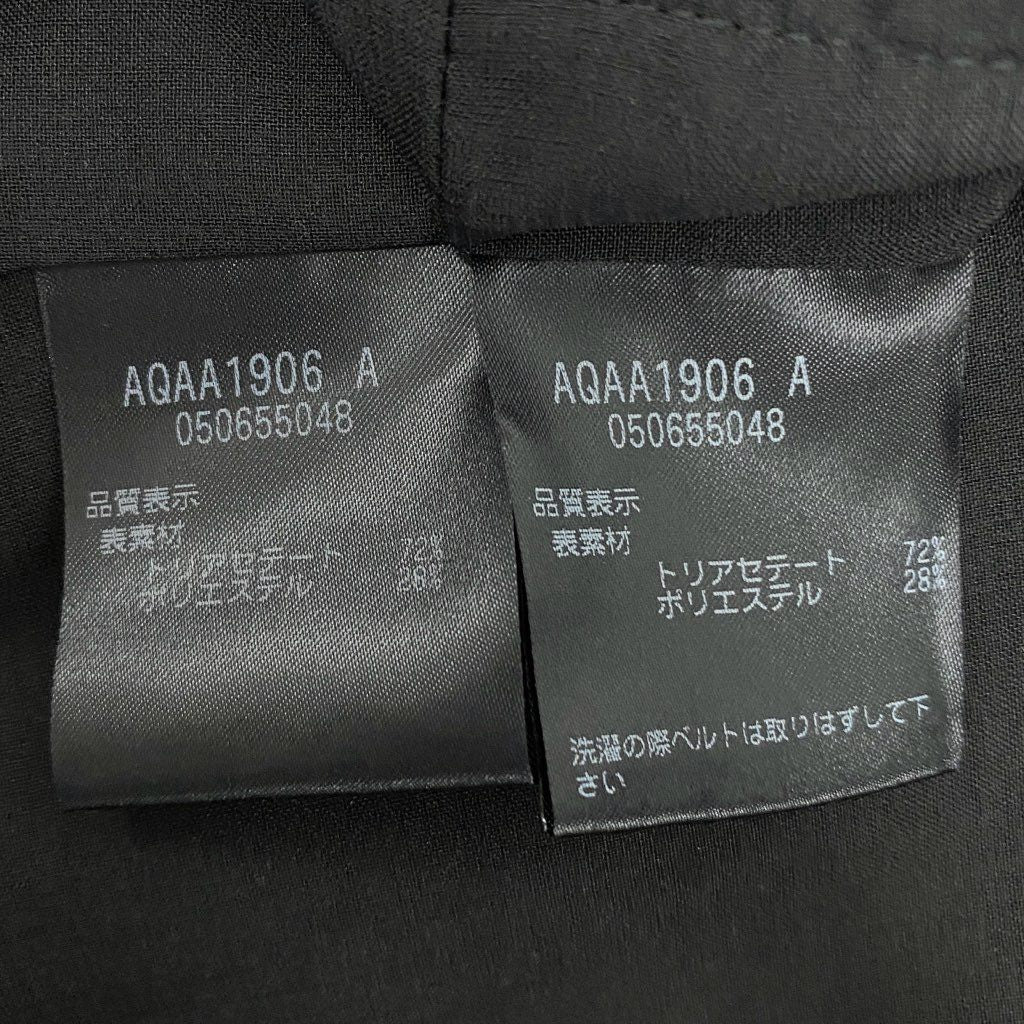 AQAA1906 A
050655048
品質表示
表素材
トリアセテート 72%
ポリエステル 28%
AQAA1906 A
050655048
品質表示
表素材
トリアセテート 72%
ポリエステル 28%
洗濯の際ベルトは取りはずして下
さい